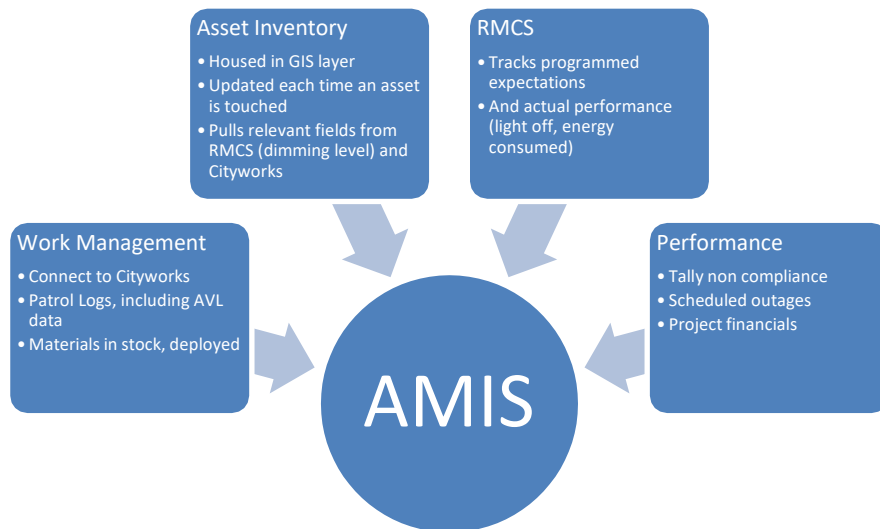 Asset Inventory
• Housed in GIS layer
• Updated each time an asset
is touched
• Pulls relevant fields from
RMCS (dimming level) and
Cityworks
RMCS
• Tracks programmed
expectations
• And actual performance
(light off, energy
consumed)
Work Management
• Connect to Cityworks
• Patrol Logs, including AVL
data
• Materials in stock, deployed
Performance
• Tally non compliance
• Scheduled outages
• Project financials
AMIS